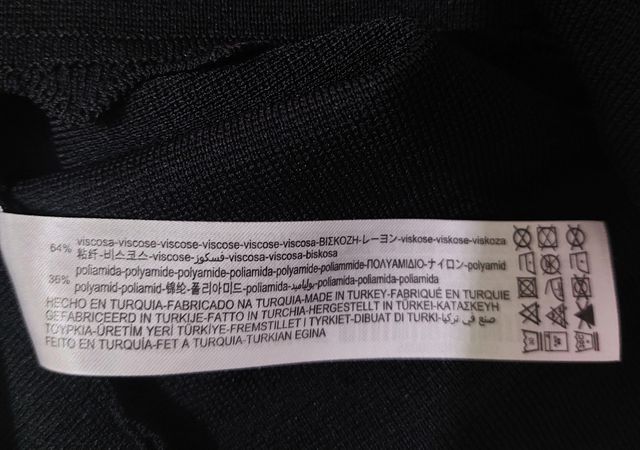 64% viscosa-viscose-viscose-viscose-viscose-viscosa-ΒΙΣΚΟΖΗ-レーヨン-viskose-viskose-viskoza
粘纤-비스코스-viscose-فسكوز-viscosa-viscosa-biskosa
36% poliamida-polyamide-polyamide-poliamida-polyamide-poliammide-ΠΟΛΥΑΜΙΔΙΟ-ナイロン-polyamid
polyamid-poliamid-锦纶-폴리아미드-بولياميد-poliamida-poliamida-poliamida
HECHO EN TURQUIA-FABRICADO NA TURQUIA-MADE IN TURKEY-FABRIQUÉ EN TURQUIE
GEFABRICEERD IN TURKIJE-FATTO IN TURCHIA-HERGESTELLT IN TÜRKEI-ΚΑΤΑΣΚΕΥΗ
ΤΟΥΡΚΙΑ-ÜRETİM YERİ TÜRKİYE-FREMSTILLET I TYRKIET-DIBUAT DI TURKI-صنع في تركيا
FEITO EN TURQUÍA-FET A TURQUIA-TURKIAN EGINA